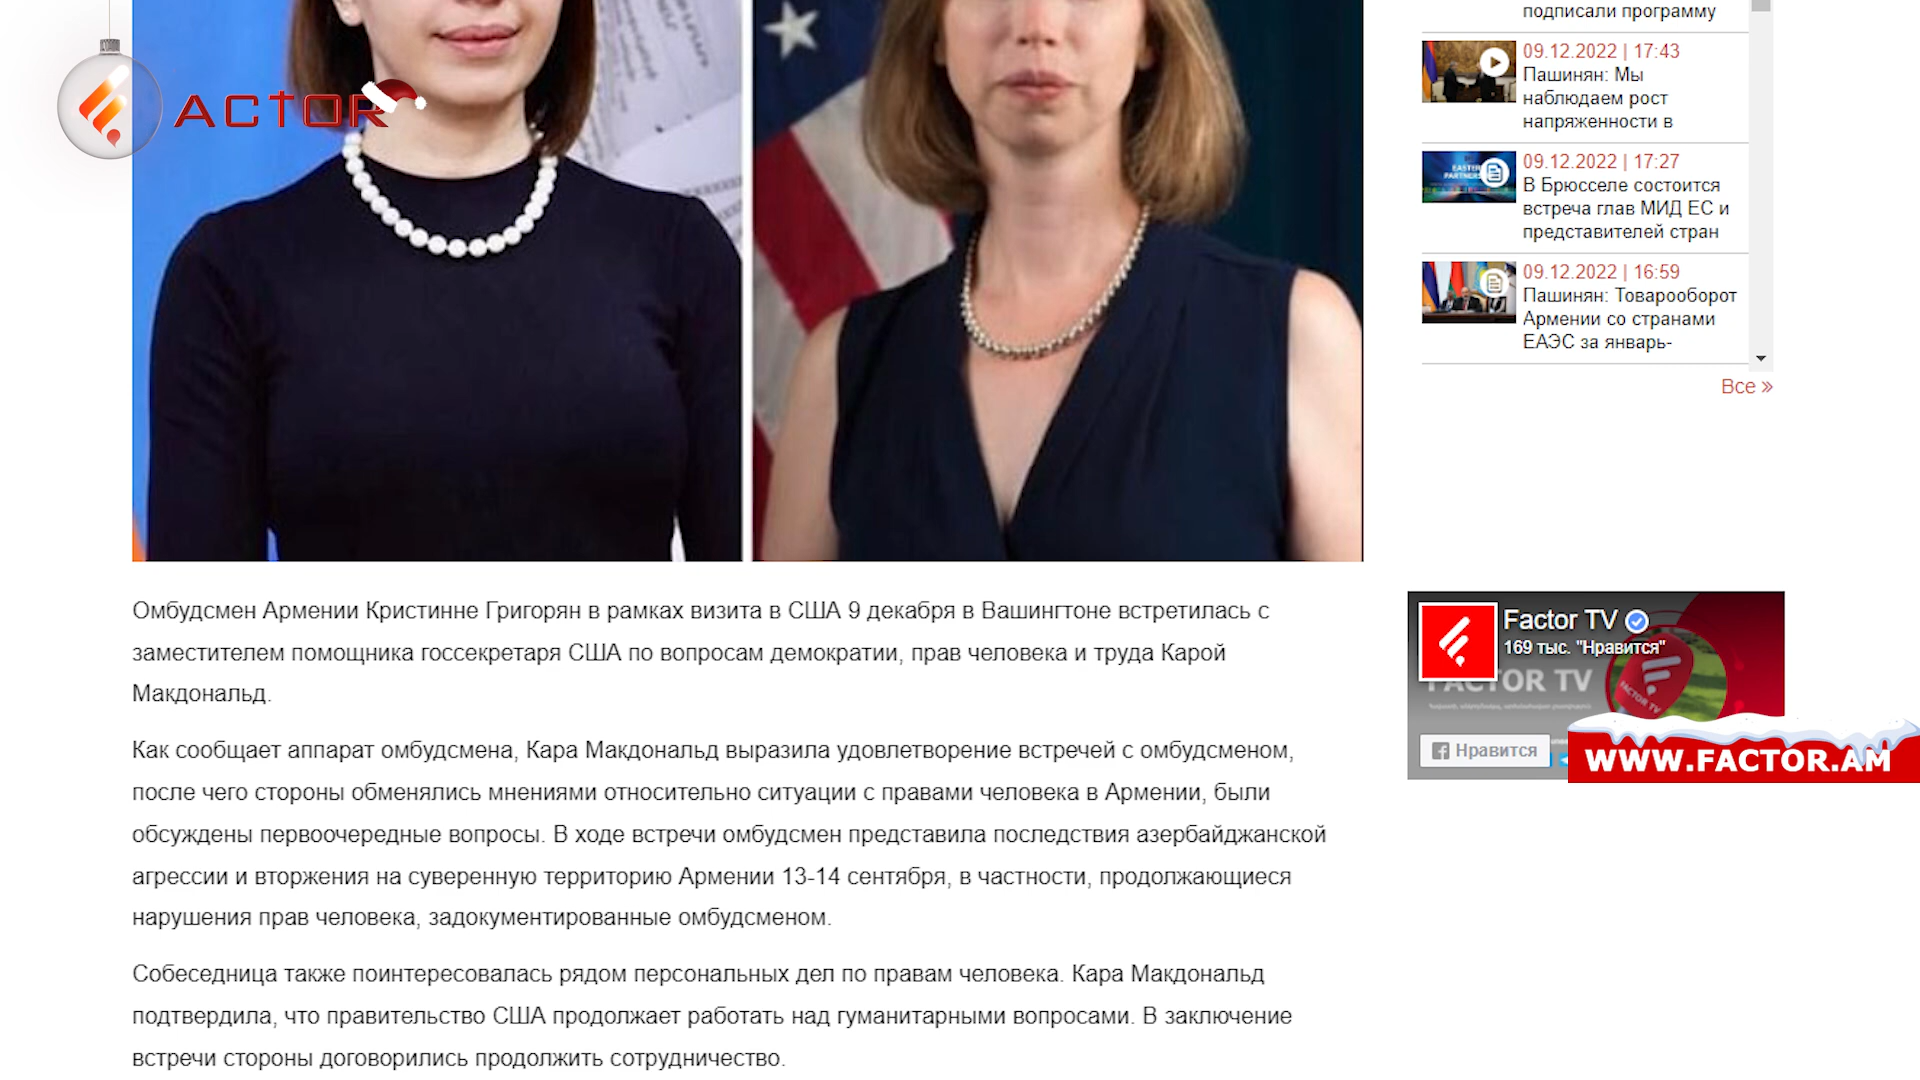 ACTOR
подписали программу
09.12.2022 | 17:43
Пашинян: Мы
наблюдаем рост
напряженности в
09.12.2022 | 17:27
В Брюсселе состоится
встреча глав МИД ЕС и
представителей стран
09.12.2022 | 16:59
Пашинян: Товарооборот
Армении со странами
ЕАЭС за январь-
Все »
Омбудсмен Армении Кристинне Григорян в рамках визита в США 9 декабря в Вашингтоне встретилась с
заместителем помощника госсекретаря США по вопросам демократии, прав человека и труда Карой
Макдональд.
Как сообщает аппарат омбудсмена, Кара Макдональд выразила удовлетворение встречей с омбудсменом,
после чего стороны обменялись мнениями относительно ситуации с правами человека в Армении, были
обсуждены первоочередные вопросы. В ходе встречи омбудсмен представила последствия азербайджанской
агрессии и вторжения на суверенную территорию Армении 13-14 сентября, в частности, продолжающиеся
нарушения прав человека, задокументированные омбудсменом.
Собеседница также поинтересовалась рядом персональных дел по правам человека. Кара Макдональд
подтвердила, что правительство США продолжает работать над гуманитарными вопросами. В заключение
встречи стороны договорились продолжить сотрудничество.
Factor TV
169 тыс. "Нравится"
FACTOR TV
FACTOR TV
Нравится
WWW.FACTOR.AM